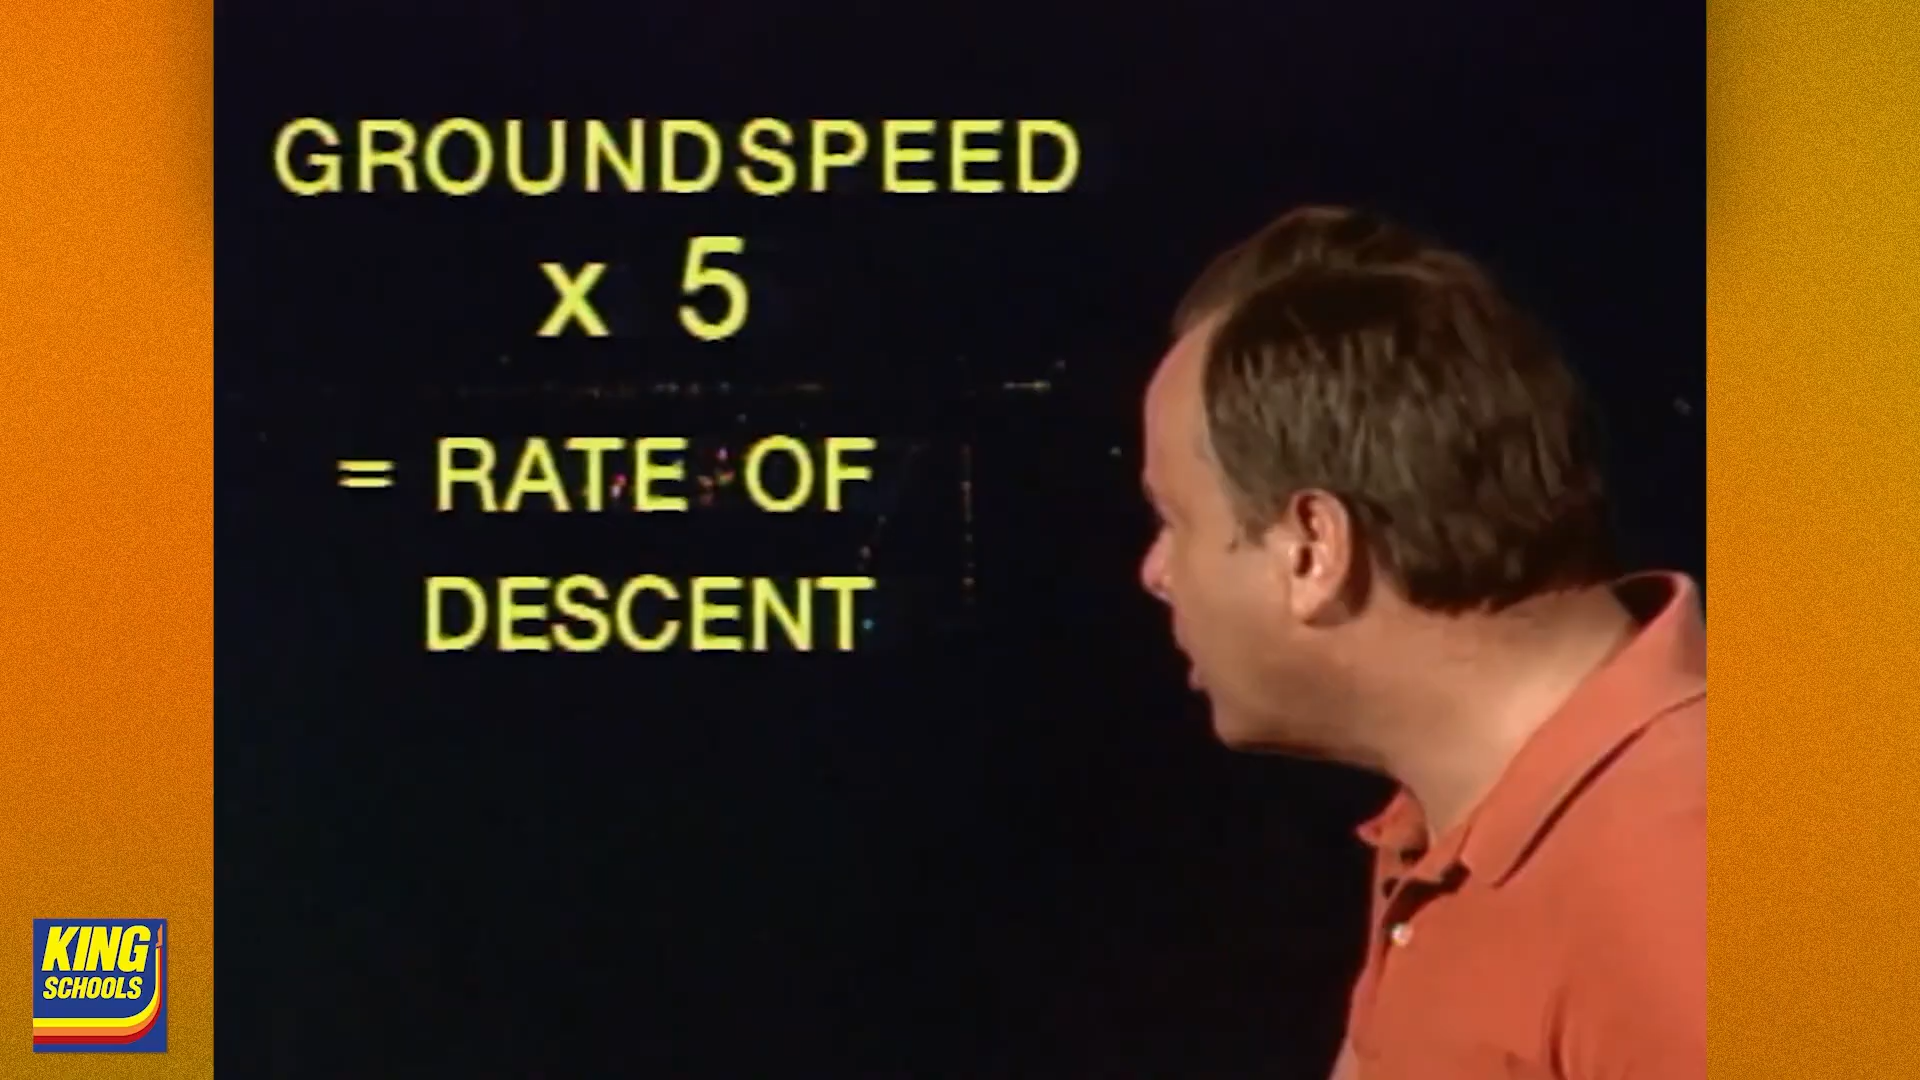 GROUNDSPEED
x 5
= RATE OF
DESCENT
KING
SCHOOLS